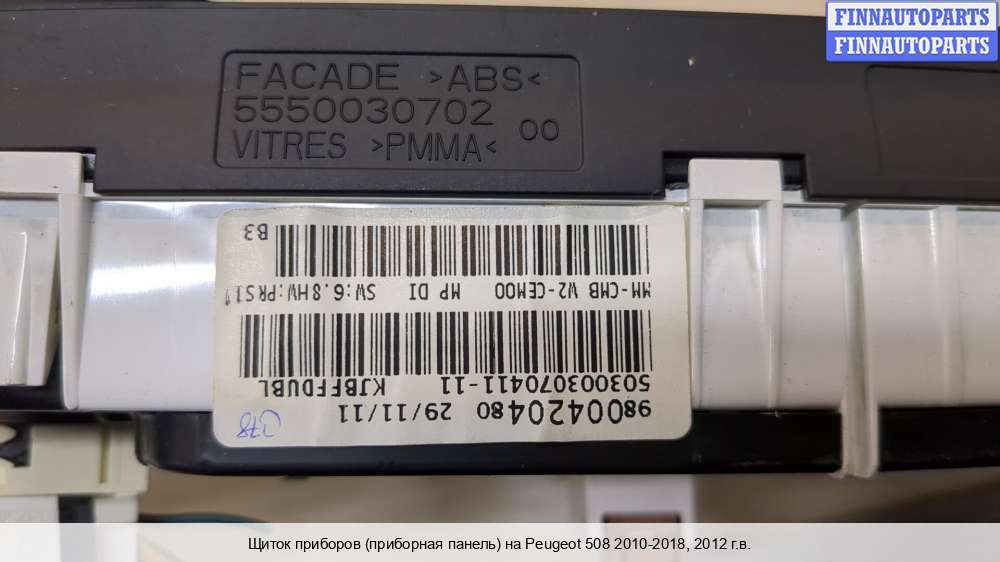 FINNAUTOPARTS
FINNAUTOPARTS
FACADE >ABS<
5550030702
00
VITRES >PMMA<
9800420480 29/11/11
503003070411-11 KJBFFDUBL
MM-CMB W2-CEM00 MP DI SW:6.8HW:PRS1
B3
Щиток приборов (приборная панель) на Peugeot 508 2010-2018, 2012 г.в.